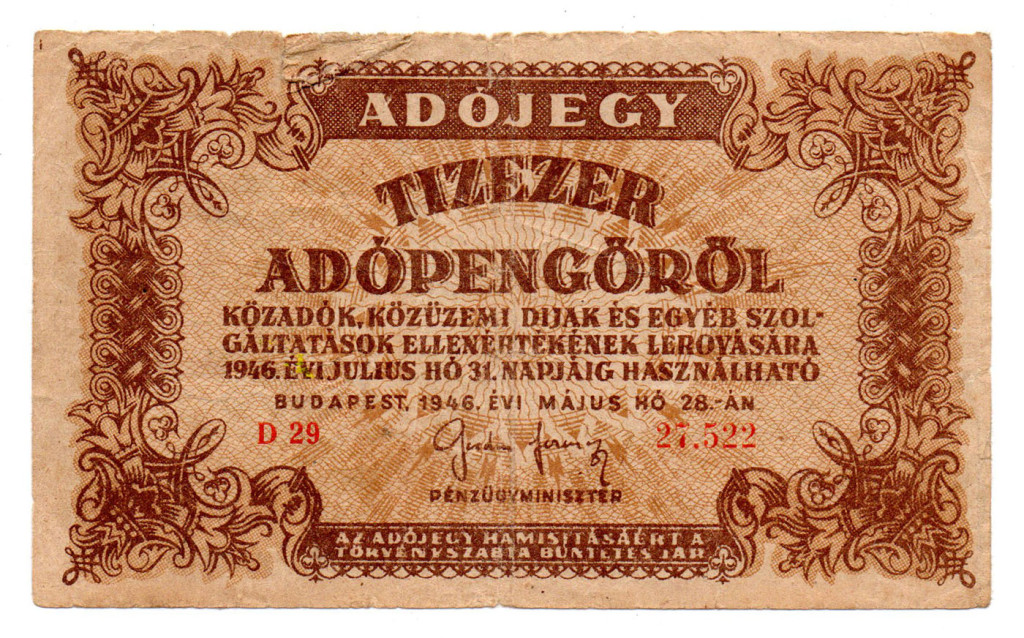 ADÓJEGY
TIZEZER
ADÓPENGŐRŐL
KÖZADÓK, KÖZÜZEMI DIJAK ÉS EGYÉB SZOL-
GÁLTATÁSOK ELLENÉRTÉKÉNEK LEROVÁSÁRA
1946. ÉVI JULIUS HÓ 31. NAPJÁIG HASZNÁLHATÓ
BUDAPEST, 1946. ÉVI MÁJUS HÓ 28.-ÁN
D 29 27.522
PÉNZÜGYMINISZTER
AZ ADÓJEGY HAMISITÁSÁÉRT A
TÖRVÉNYSZABTA BÜNTETÉS JÁR